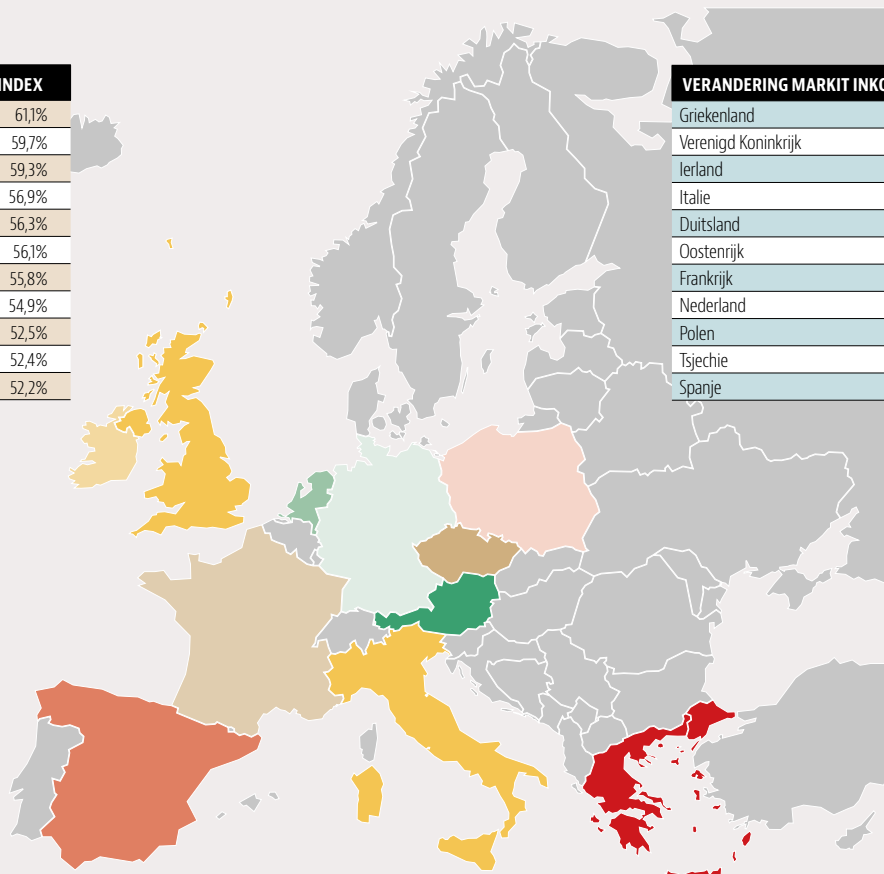 INDEX
61,1%
59,7%
59,3%
56,9%
56,3%
56,1%
55,8%
54,9%
52,5%
52,4%
52,2%
VERANDERING MARKIT INKO
Griekenland
Verenigd Koninkrijk
Ierland
Italie
Duitsland
Oostenrijk
Frankrijk
Nederland
Polen
Tsjechie
Spanje